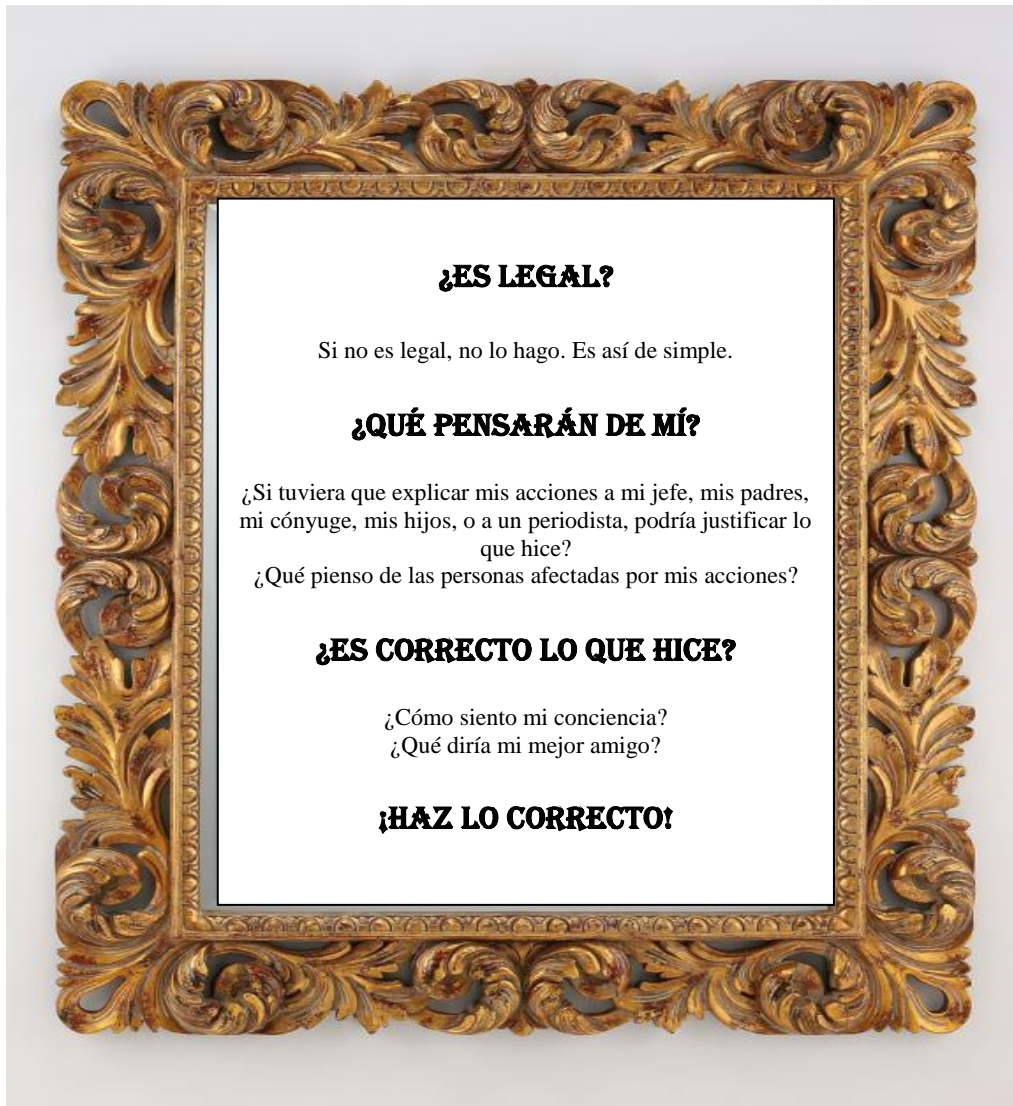 ¿ES LEGAL?
Si no es legal, no lo hago. Es así de simple.
¿QUÉ PENSARÁN DE MÍ?
¿Si tuviera que explicar mis acciones a mi jefe, mis padres,
mi cónyuge, mis hijos, o a un periodista, podría justificar lo
que hice?
¿Qué pienso de las personas afectadas por mis acciones?
¿ES CORRECTO LO QUE HICE?
¿Cómo siento mi conciencia?
¿Qué diría mi mejor amigo?
¡HAZ LO CORRECTO!